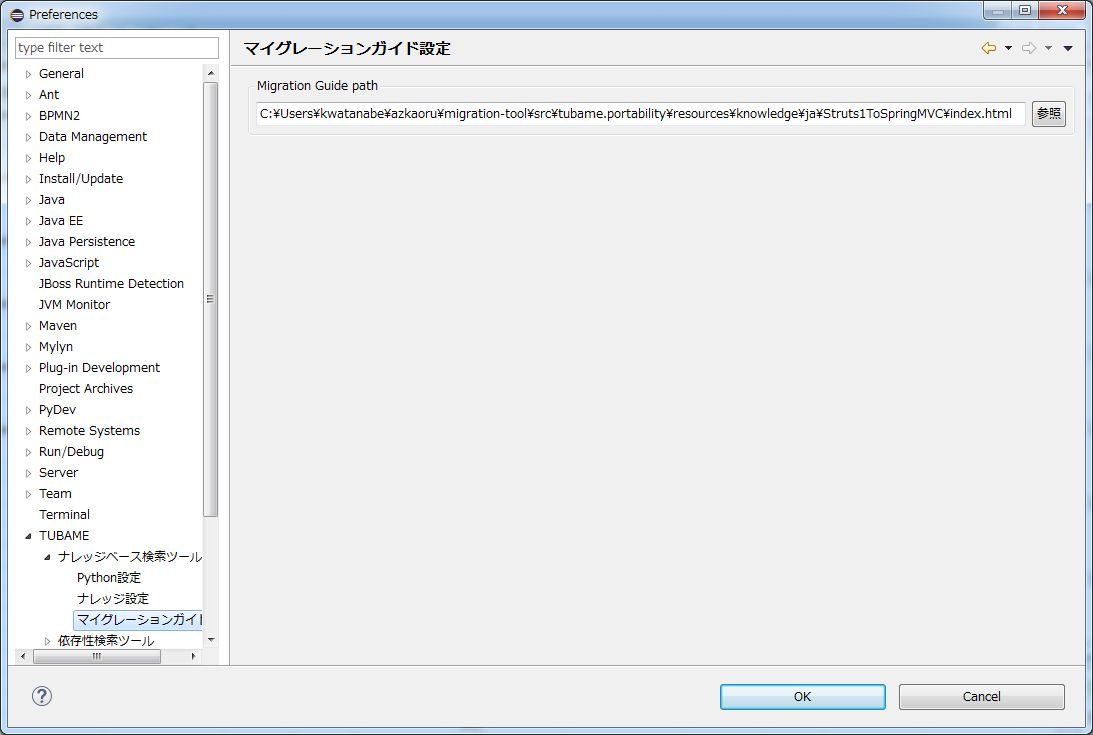 Preferences
type filter text
General
Ant
BPMN2
Data Management
Help
Install/Update
Java
Java EE
Java Persistence
JavaScript
JBoss Runtime Detection
JVM Monitor
Maven
Mylyn
Plug-in Development
Project Archives
PyDev
Remote Systems
Run/Debug
Server
Team
Terminal
TUBAME
ナレッジベース検索ツール
Python設定
ナレッジ設定
マイグレーションガイド
依存性検索ツール
マイグレーションガイド設定
Migration Guide path
C:¥Users¥kwatanabe¥azkaoru¥migration-tool¥src¥tubame.portability¥resources¥knowledge¥ja¥Struts1ToSpringMVC¥index.html
参照
?
OK
Cancel